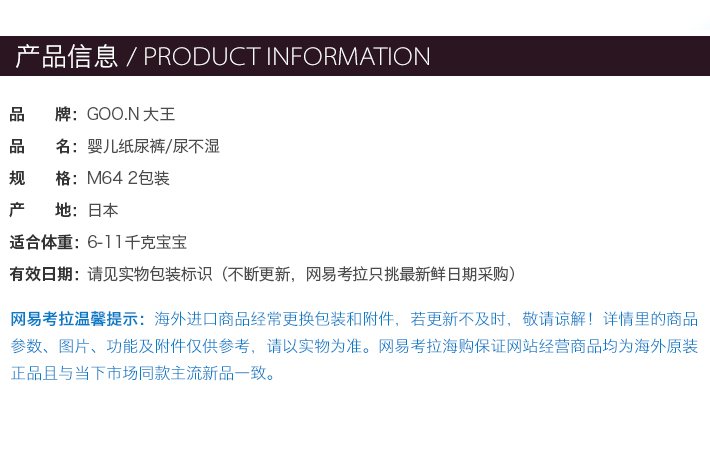 产品信息 / PRODUCT INFORMATION
品 牌：GOO.N 大王
品 名：婴儿纸尿裤/尿不湿
规 格：M64 2包装
产 地：日本
适合体重：6-11千克宝宝
有效日期：请见实物包装标识（不断更新，网易考拉只挑最新鲜日期采购）
网易考拉温馨提示：海外进口商品经常更换包装和附件，若更新不及时，敬请谅解！详情里的商品
参数、图片、功能及附件仅供参考，请以实物为准。网易考拉海购保证网站经营商品均为海外原装
正品且与当下市场同款主流新品一致。